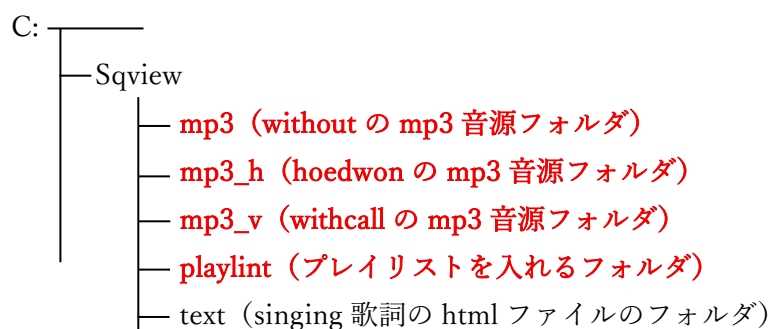 C:
Sqview
mp3（without の mp3 音源フォルダ）
mp3_h（hoedwon の mp3 音源フォルダ）
mp3_v（withcall の mp3 音源フォルダ）
playlint（プレイリストを入れるフォルダ）
text（singing 歌詞の html ファイルのフォルダ）